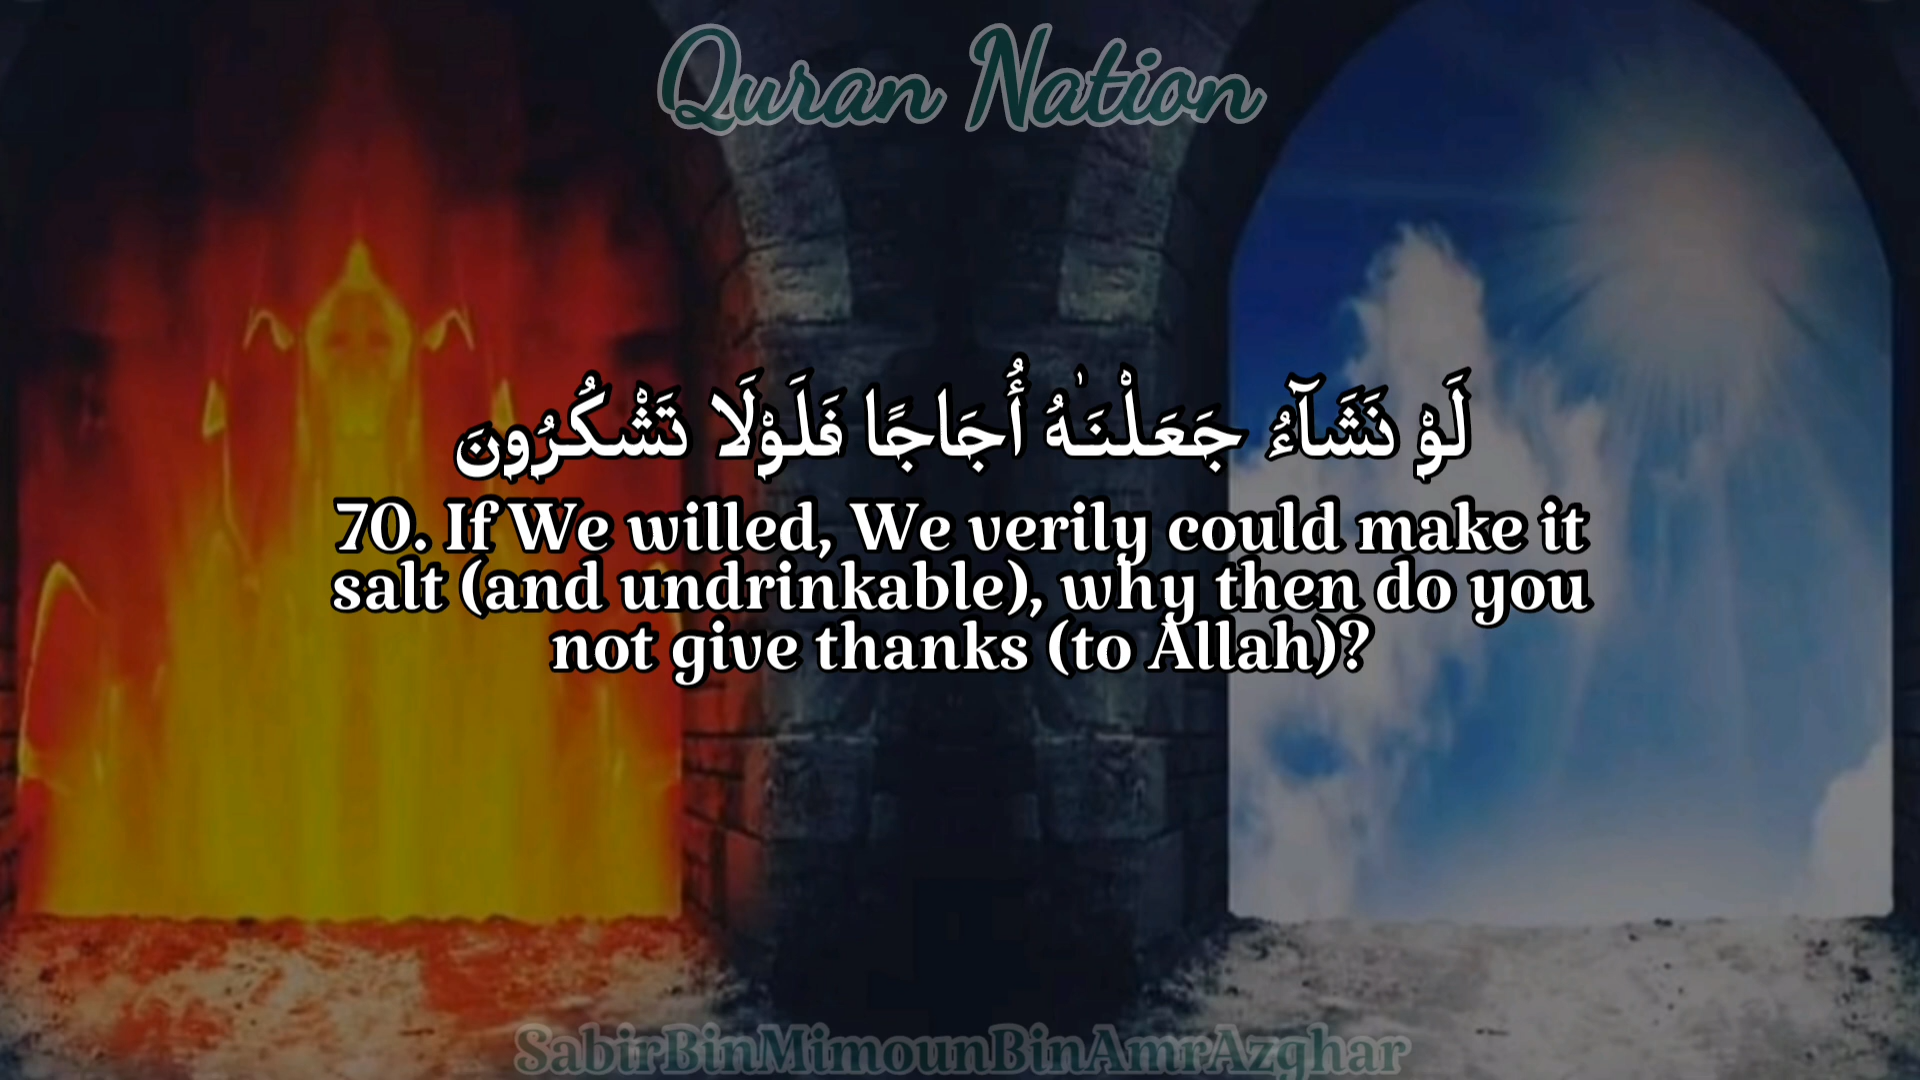 Quran Nation
لَوْ نَشَآءُ جَعَلْنَـٰهُ أُجَاجًا فَلَوْلَا تَشْكُرُونَ
70. If We willed, We verily could make it
salt (and undrinkable), why then do you
not give thanks (to Allah)?
SabirBinMimounBinAmrAzghar